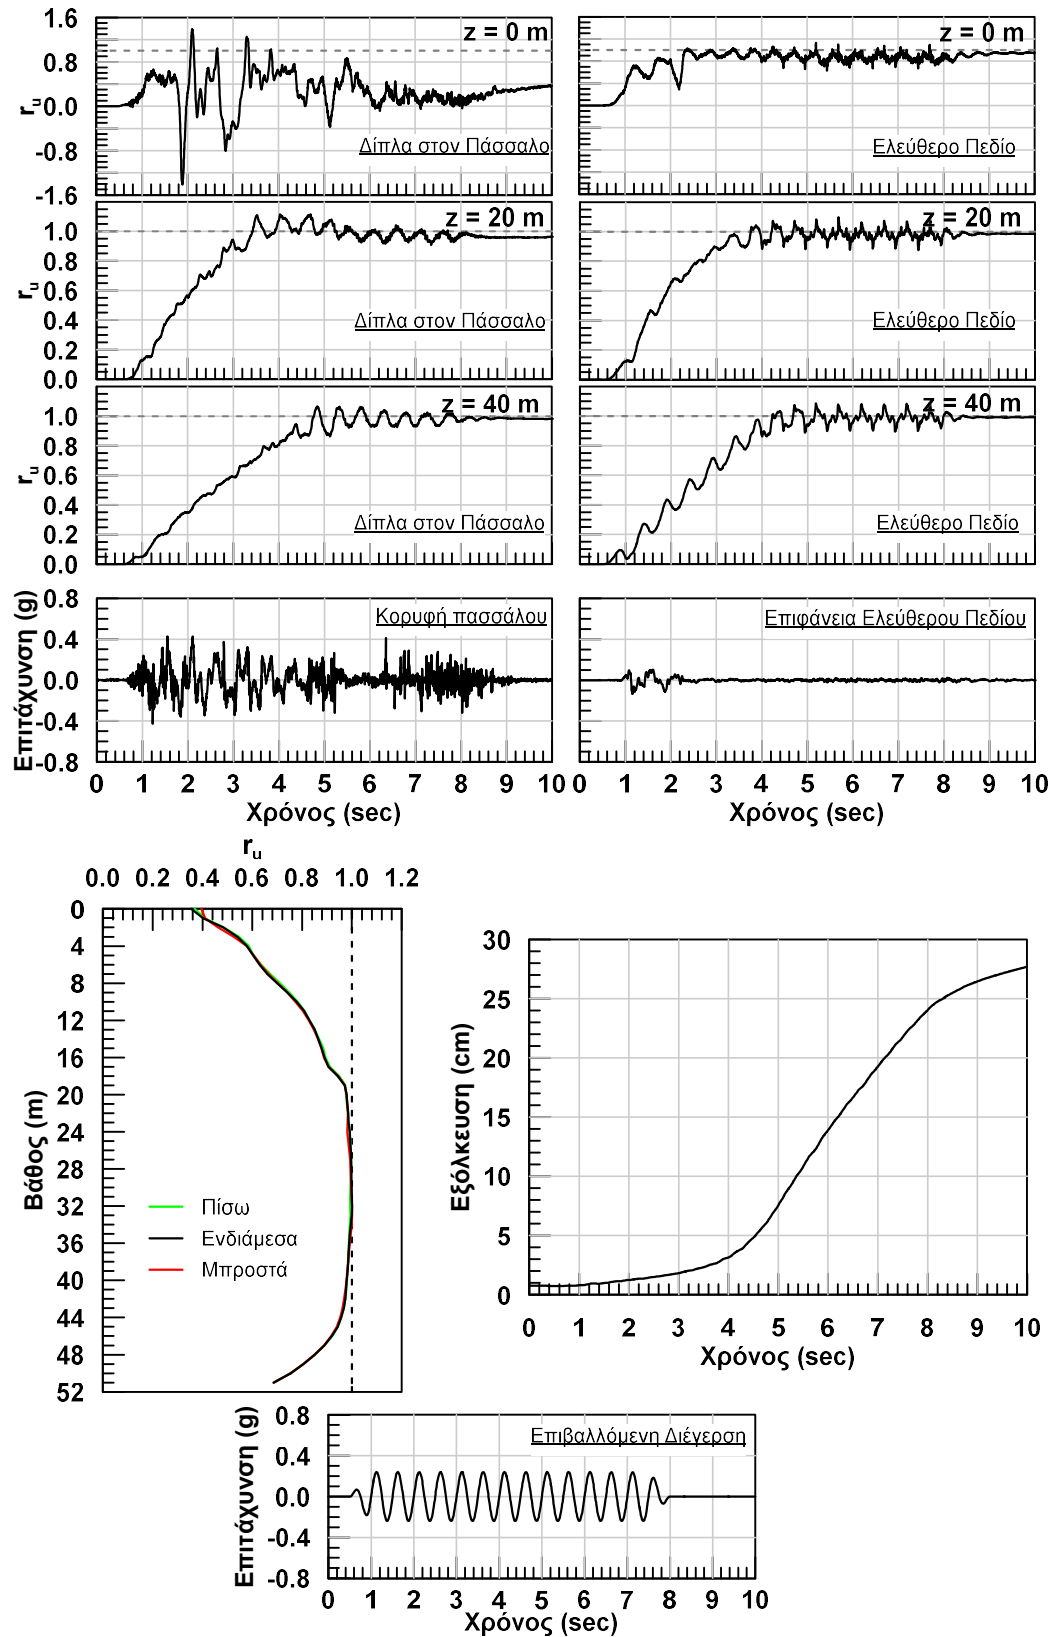 1.6
0.8
0.0
-0.8
-1.6
r_u
z = 0 m
Δίπλα στον Πάσσαλο
z = 0 m
Ελεύθερο Πεδίο
1.0
0.8
0.6
0.4
0.2
0.0
r_u
z = 20 m
Δίπλα στον Πάσσαλο
z = 20 m
Ελεύθερο Πεδίο
1.0
0.8
0.6
0.4
0.2
0.0
r_u
z = 40 m
Δίπλα στον Πάσσαλο
z = 40 m
Ελεύθερο Πεδίο
0.8
0.4
0.0
-0.4
-0.8
Επιτάχυνση (g)
Κορυφή πασσάλου
Επιφάνεια Ελεύθερου Πεδίου
0 1 2 3 4 5 6 7 8 9 10
Χρόνος (sec)
0 1 2 3 4 5 6 7 8 9 10
Χρόνος (sec)
r_u
0.0 0.2 0.4 0.6 0.8 1.0 1.2
0
4
8
12
16
20
24
28
32
36
40
44
48
52
Βάθος (m)
Πίσω
Ενδιάμεσα
Μπροστά
30
25
20
15
10
5
0
Εξόλκευση (cm)
0 1 2 3 4 5 6 7 8 9 10
Χρόνος (sec)
0.8
0.4
0.0
-0.4
-0.8
Επιτάχυνση (g)
Επιβαλλόμενη Διέγερση
0 1 2 3 4 5 6 7 8 9 10
Χρόνος (sec)